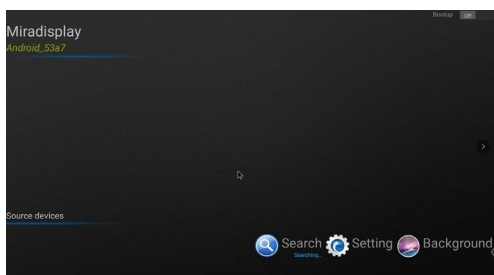 Bootup Off
Miradisplay
Android_53a7
Source devices
Search Setting Background
Searching...